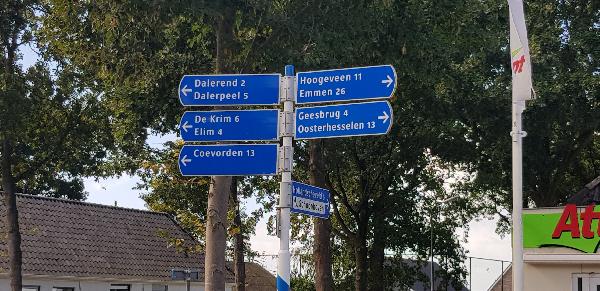 Dalerend 2
Dalerpeel 5
Hoogeveen 11
Emmen 26
De Krim 6
Elim 4
Geesbrug 4
Oosterhesselen 13
Coevorden 13
Att